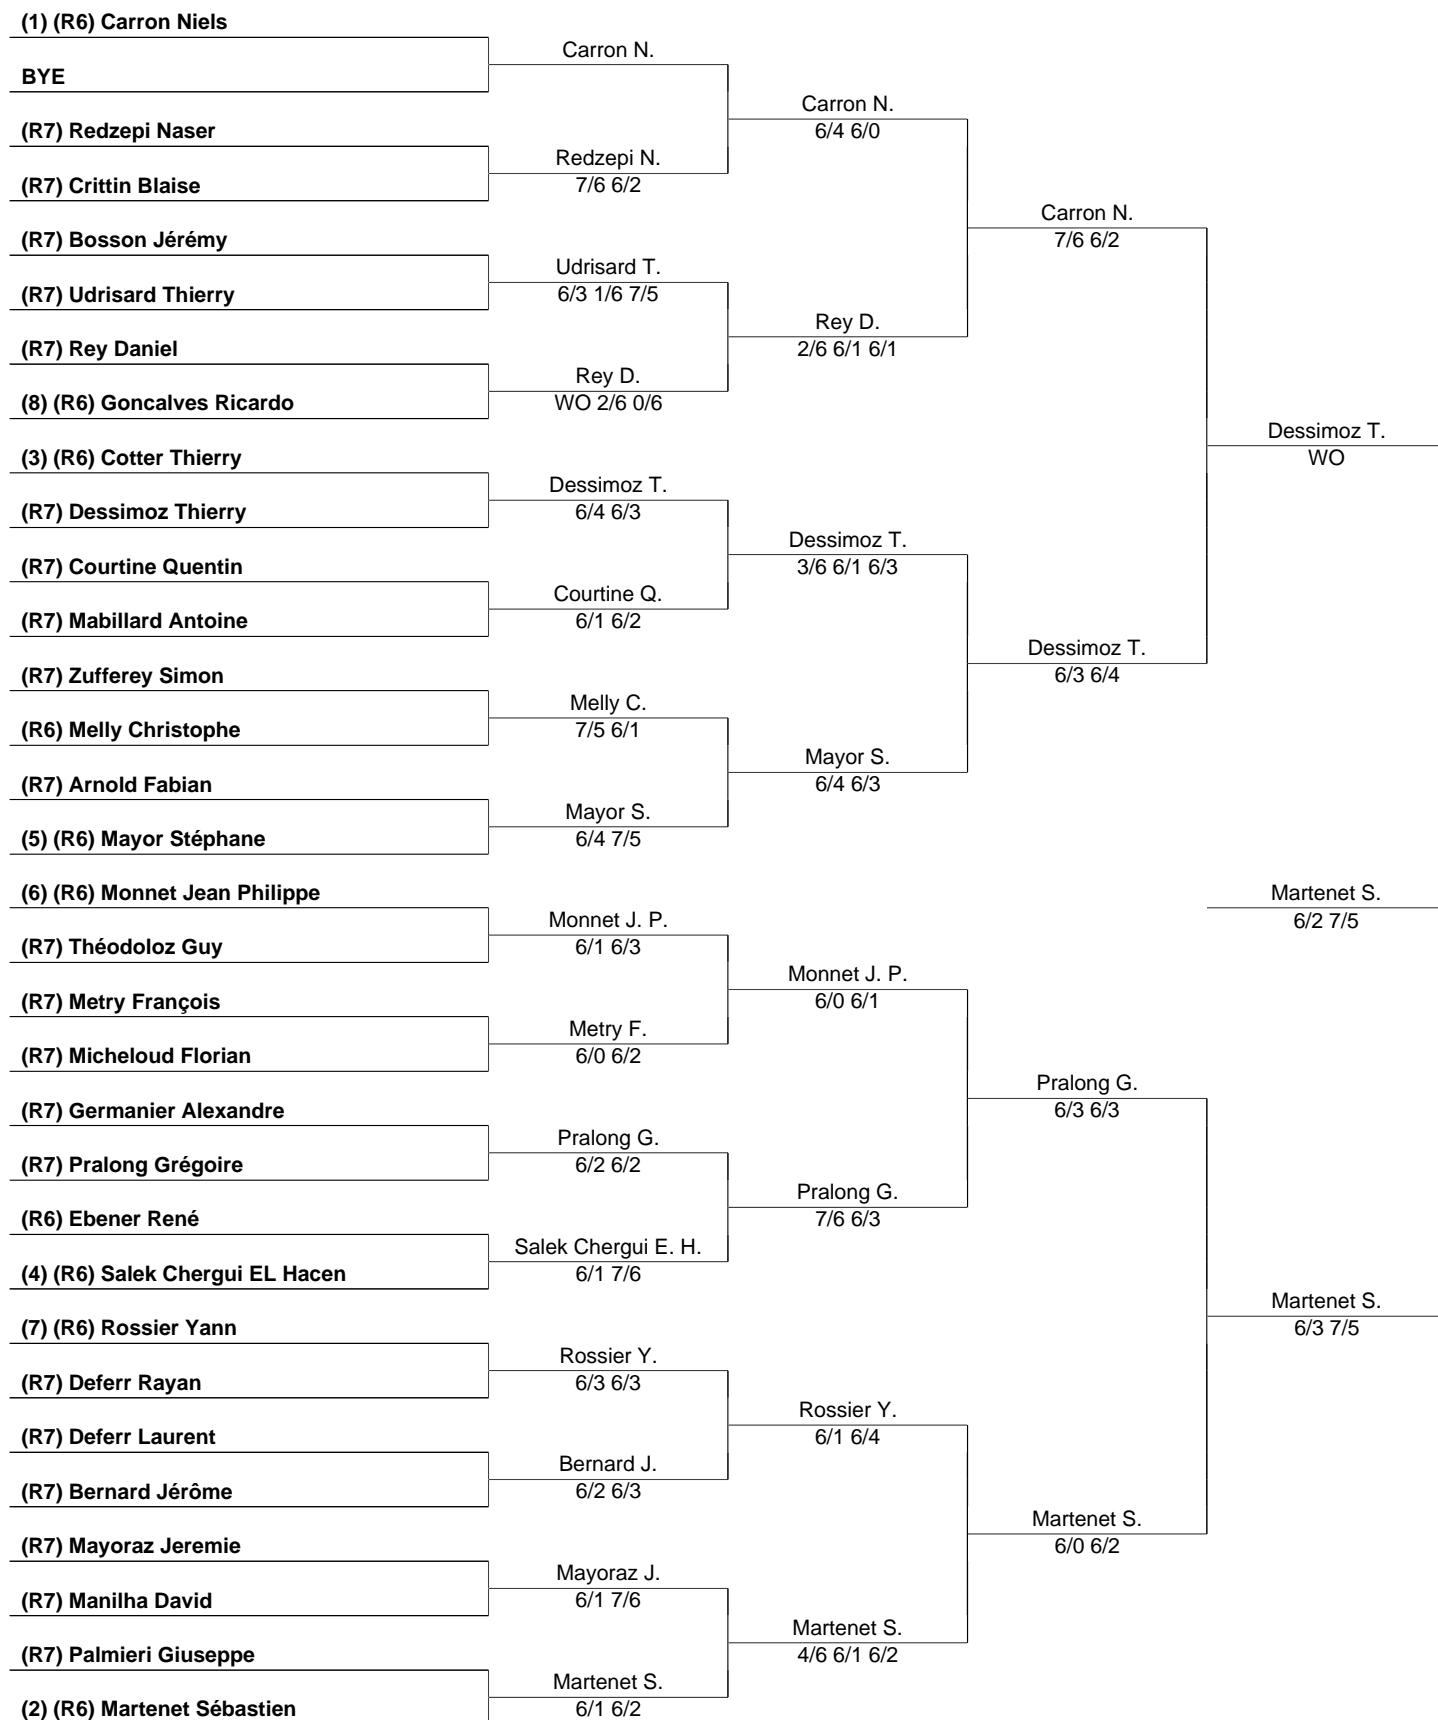 (1) (R6) Carron Niels
Carron N.
BYE
Carron N.
6/4 6/0
(R7) Redzepi Naser
Redzepi N.
7/6 6/2
(R7) Crittin Blaise
Carron N.
7/6 6/2
(R7) Bosson Jérémy
Udrisard T.
6/3 1/6 7/5
(R7) Udrisard Thierry
Rey D.
2/6 6/1 6/1
(R7) Rey Daniel
Rey D.
WO 2/6 0/6
(8) (R6) Goncalves Ricardo
Dessimoz T.
WO
(3) (R6) Cotter Thierry
Dessimoz T.
6/4 6/3
(R7) Dessimoz Thierry
Dessimoz T.
3/6 6/1 6/3
(R7) Courtine Quentin
Courtine Q.
6/1 6/2
(R7) Mabillard Antoine
Dessimoz T.
6/3 6/4
(R7) Zufferey Simon
Melly C.
7/5 6/1
(R6) Melly Christophe
Mayor S.
6/4 6/3
(R7) Arnold Fabian
Mayor S.
6/4 7/5
(5) (R6) Mayor Stéphane
(6) (R6) Monnet Jean Philippe
Martenet S.
6/2 7/5
Monnet J. P.
6/1 6/3
(R7) Théodoloz Guy
Monnet J. P.
6/0 6/1
(R7) Metry François
Metry F.
6/0 6/2
(R7) Micheloud Florian
Pralong G.
6/3 6/3
(R7) Germanier Alexandre
Pralong G.
6/2 6/2
(R7) Pralong Grégoire
Pralong G.
7/6 6/3
(R6) Ebener René
Salek Chergui E. H.
6/1 7/6
(4) (R6) Salek Chergui EL Hacen
Martenet S.
6/3 7/5
(7) (R6) Rossier Yann
Rossier Y.
6/3 6/3
(R7) Deferr Rayan
Rossier Y.
6/1 6/4
(R7) Deferr Laurent
Bernard J.
6/2 6/3
(R7) Bernard Jérôme
Martenet S.
6/0 6/2
(R7) Mayoraz Jeremie
Mayoraz J.
6/1 7/6
(R7) Manilha David
Martenet S.
4/6 6/1 6/2
(R7) Palmieri Giuseppe
Martenet S.
6/1 6/2
(2) (R6) Martenet Sébastien